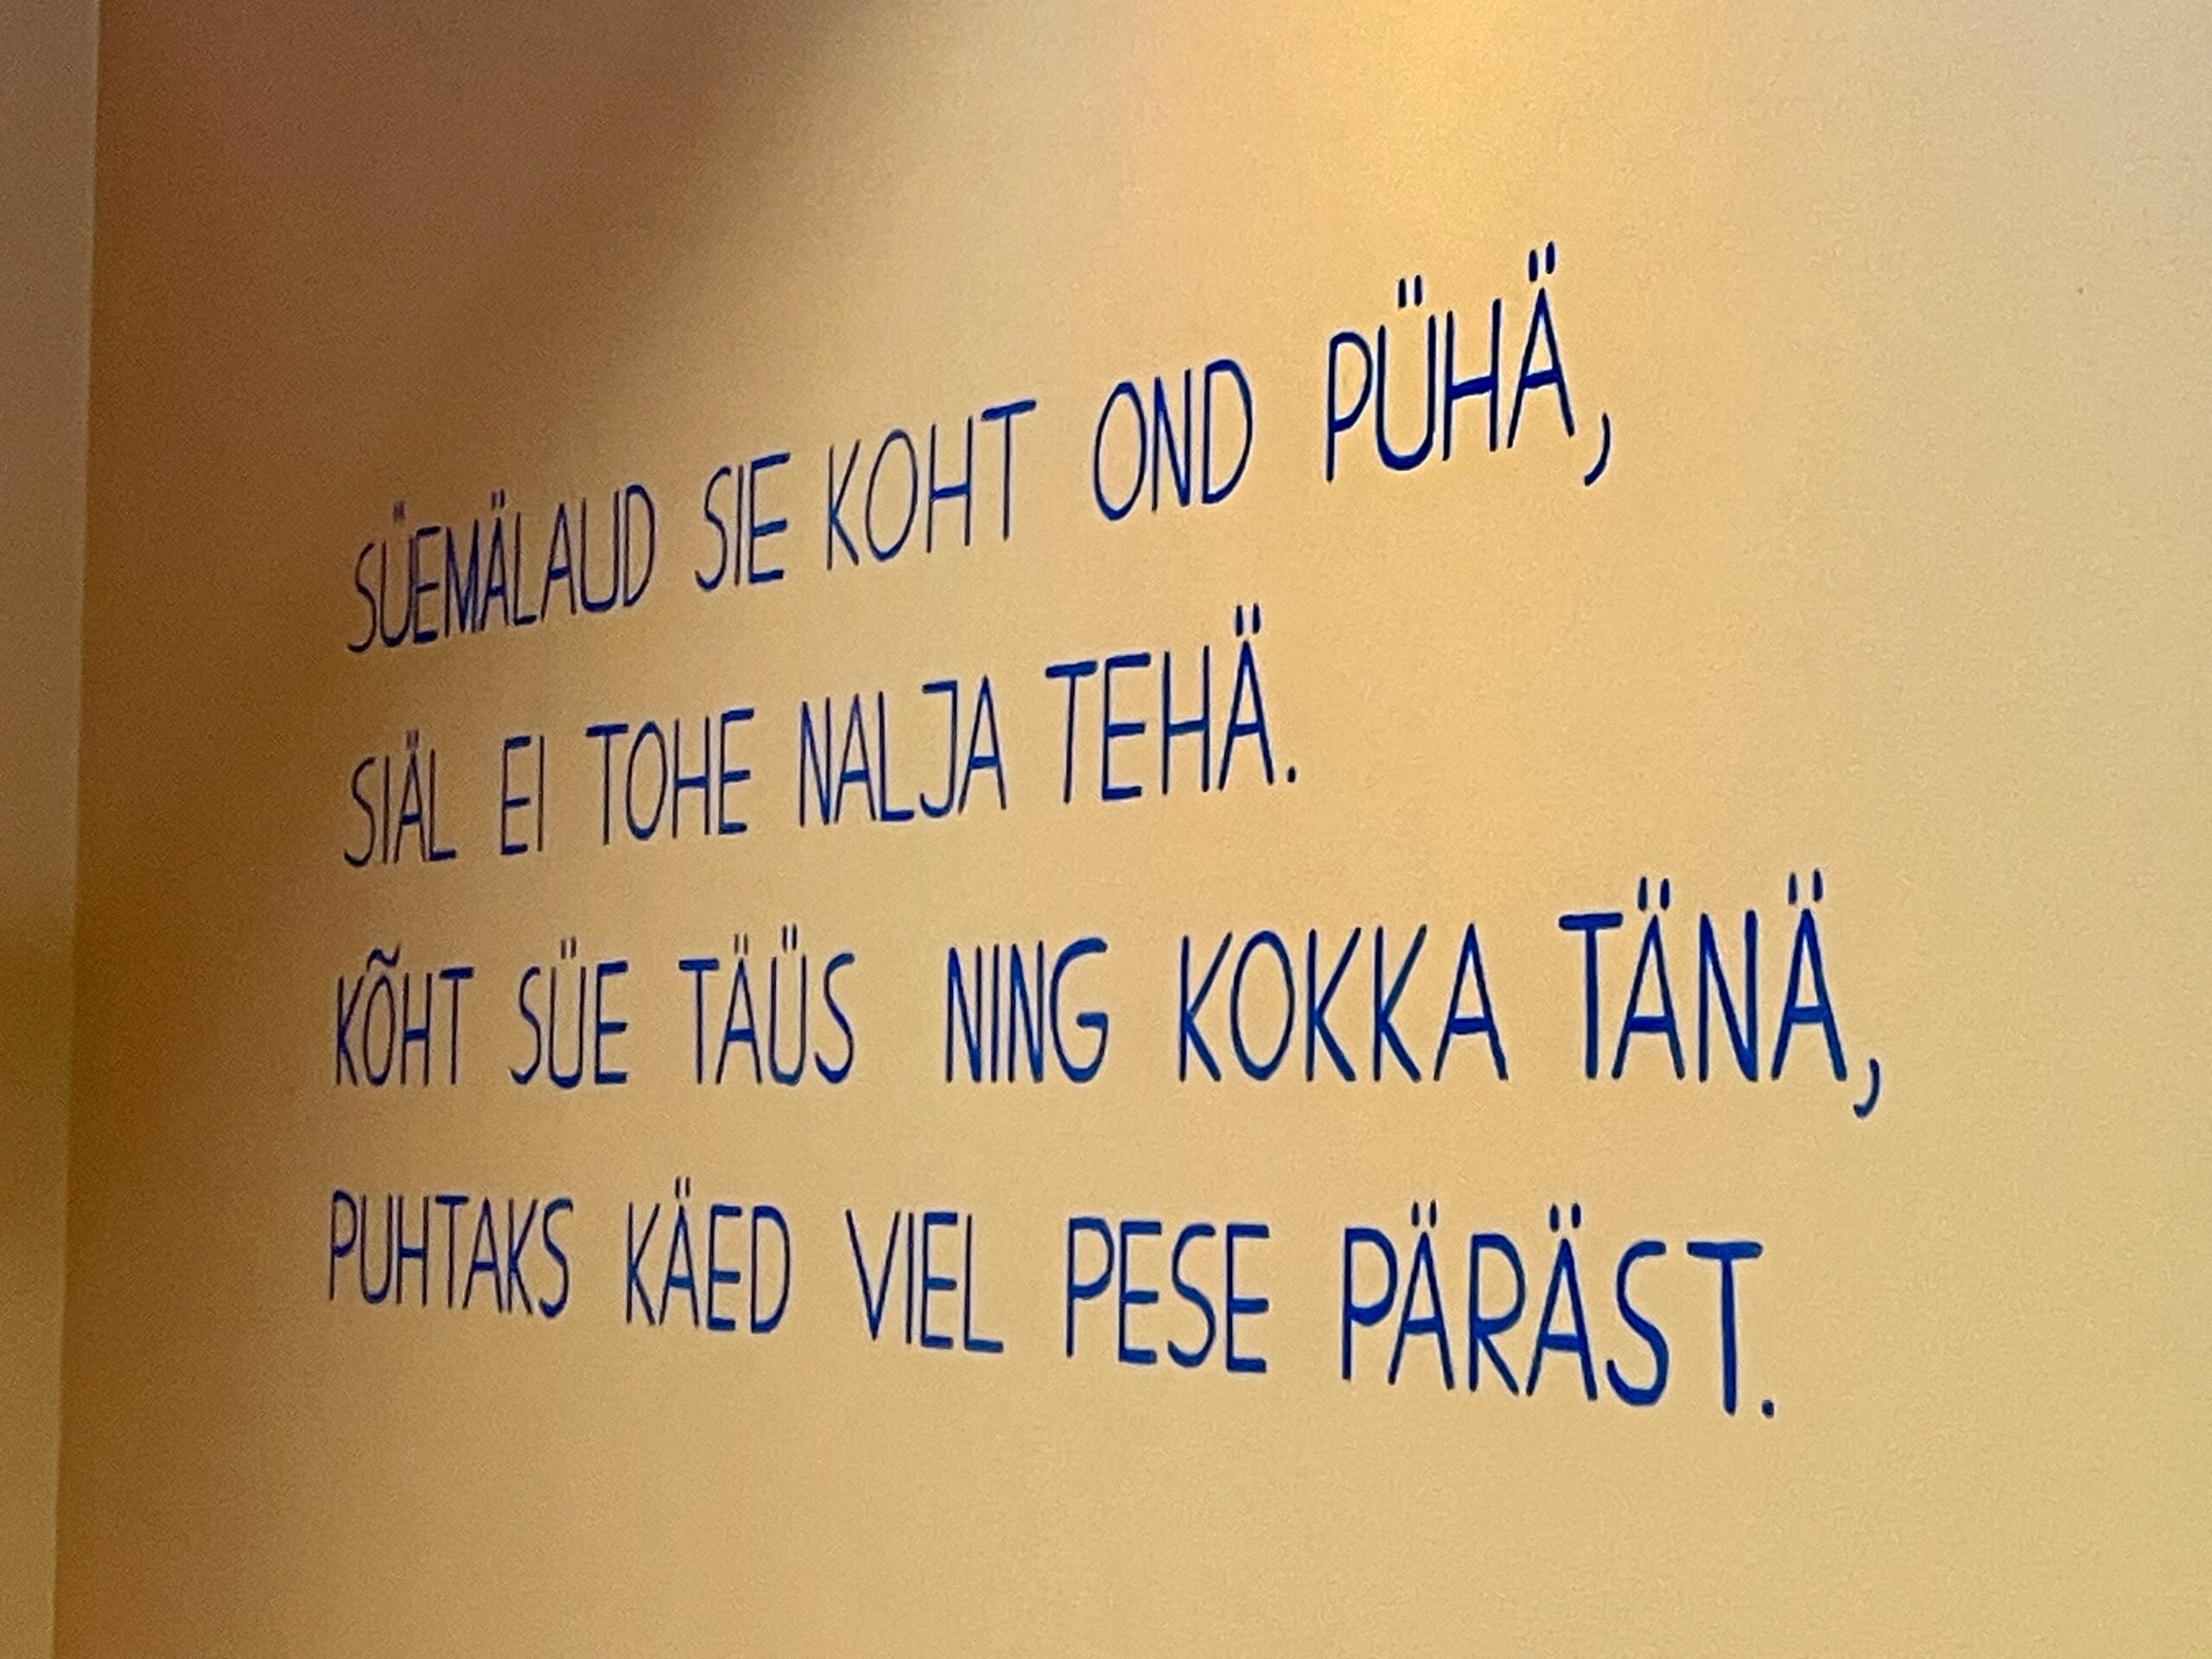 SÜEMÄLAUD SIE KOHT OND PÜHÄ,
SIÄL EI TOHE NALJA TEHÄ.
KÕHT SÜE TÄÜS NING KOKKA TÄNÄ,
PUHTAKS KÄED VIEL PESE PÄRÄST.